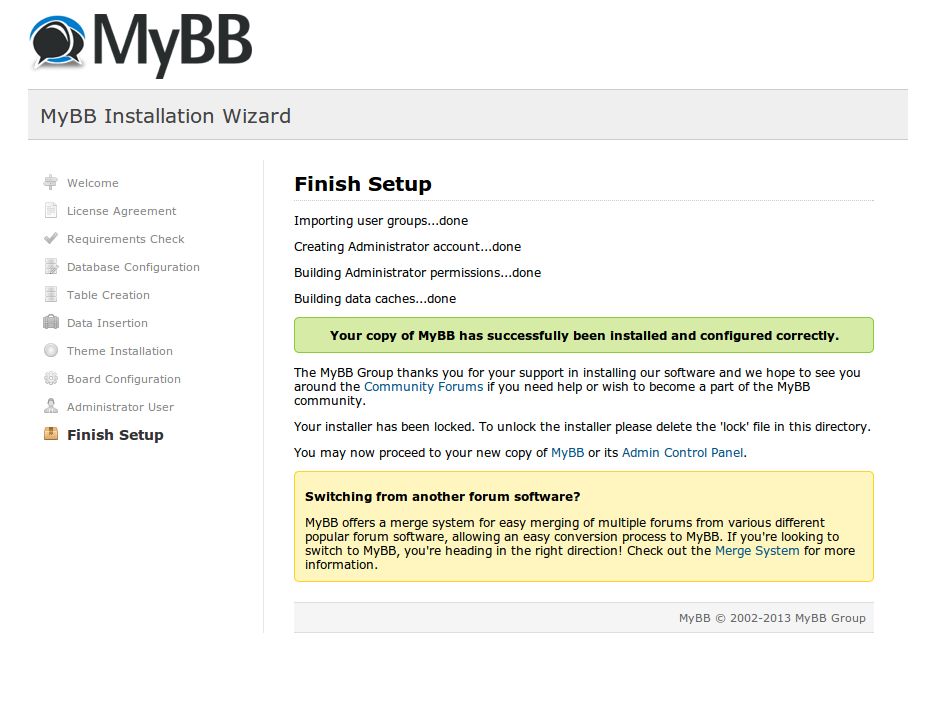 MyBB
MyBB Installation Wizard
Welcome
License Agreement
Requirements Check
Database Configuration
Table Creation
Data Insertion
Theme Installation
Board Configuration
Administrator User
Finish Setup
Finish Setup
Importing user groups...done
Creating Administrator account...done
Building Administrator permissions...done
Building data caches...done
Your copy of MyBB has successfully been installed and configured correctly.
The MyBB Group thanks you for your support in installing our software and we hope to see you
around the Community Forums if you need help or wish to become a part of the MyBB
community.
Your installer has been locked. To unlock the installer please delete the 'lock' file in this directory.
You may now proceed to your new copy of MyBB or its Admin Control Panel.
Switching from another forum software?
MyBB offers a merge system for easy merging of multiple forums from various different
popular forum software, allowing an easy conversion process to MyBB. If you're looking to
switch to MyBB, you're heading in the right direction! Check out the Merge System for more
information.
MyBB © 2002-2013 MyBB Group